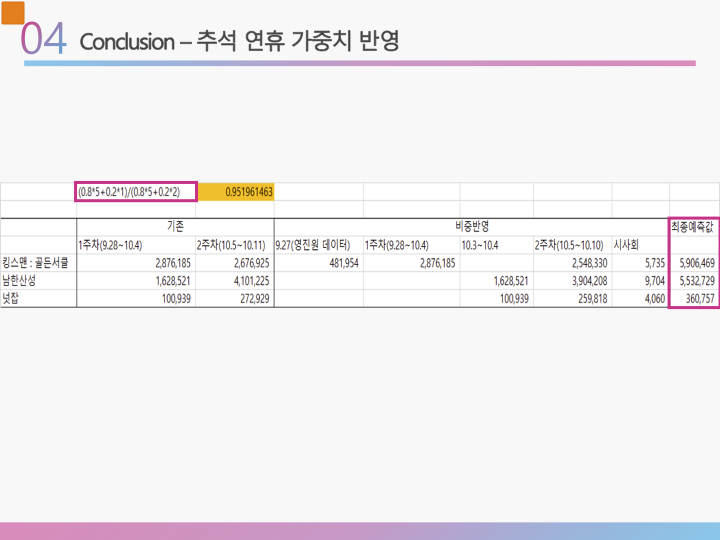 04 Conclusion – 추석 연휴 가중치 반영
(0.8*5+0.2*1)/(0.8*5+0.2*2) 0.951961463
기존 비중반영 최종예측값
1주차(9.28~10.4) 2주차(10.5~10.11) 9.27(영진원 데이터) 1주차(9.28~10.4) 10.3~10.4 2주차(10.5~10.10) 시사회
킹스맨 : 골든서클 2,876,185 2,676,925 481,954 2,876,185 2,548,330 5,735 5,906,469
남한산성 1,628,521 4,101,225 1,628,521 3,904,208 9,704 5,532,729
넛잡 100,939 272,929 100,939 259,818 4,060 360,757